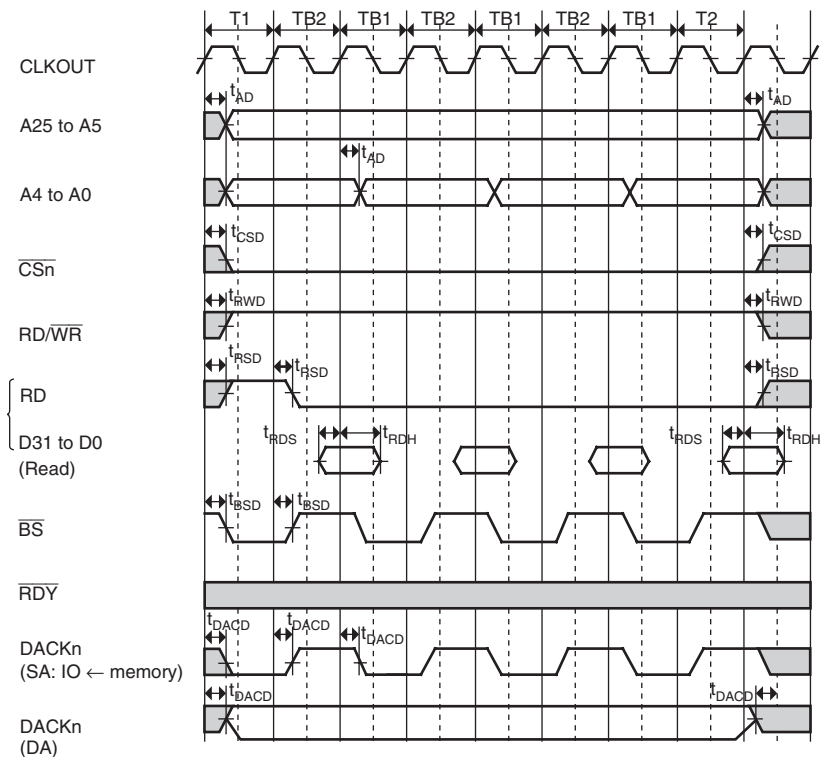 T1 TB2 TB1 TB2 TB1 TB2 TB1 T2
CLKOUT
tAD tAD
A25 to A5
tAD
A4 to A0
tCSD tCSD
CSn
tRWD tRWD
RD/WR
tRSD tRSD tRSD
RD
tRDS tRDH tRDS tRDH
D31 to D0
(Read)
tBSD tBSD
BS
RDY
tDACD tDACD tDACD
DACKn
(SA: IO ← memory)
tDACD tDACD
DACKn
(DA)